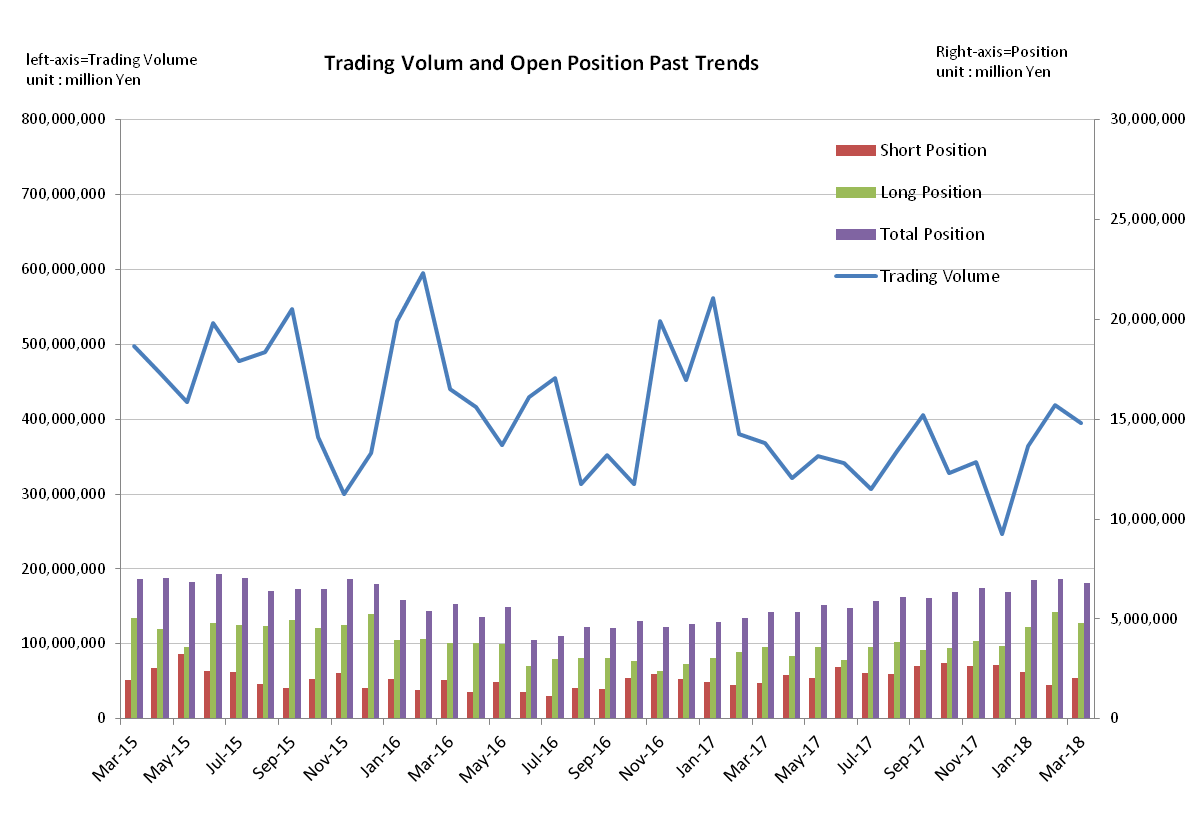 left-axis=Trading Volume
unit : million Yen
Trading Volum and Open Position Past Trends
Right-axis=Position
unit : million Yen
800,000,000
700,000,000
600,000,000
500,000,000
400,000,000
300,000,000
200,000,000
100,000,000
0
30,000,000
25,000,000
20,000,000
15,000,000
10,000,000
5,000,000
0
Short Position
Long Position
Total Position
Trading Volume
Mar-15
May-15
Jul-15
Sep-15
Nov-15
Jan-16
Mar-16
May-16
Jul-16
Sep-16
Nov-16
Jan-17
Mar-17
May-17
Jul-17
Sep-17
Nov-17
Jan-18
Mar-18